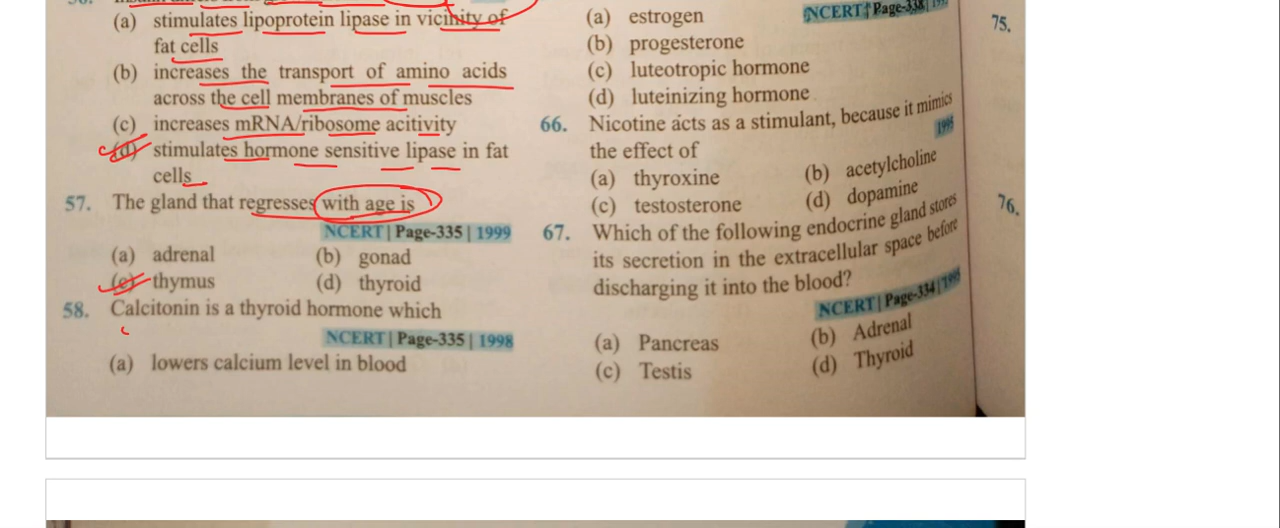 (a) stimulates lipoprotein lipase in vicinity of
fat cells
(b) increases the transport of amino acids
across the cell membranes of muscles
(c) increases mRNA/ribosome acitivity
(d) stimulates hormone sensitive lipase in fat
cells
57. The gland that regresses with age is
NCERT | Page-335 | 1999
(a) adrenal (b) gonad
(c) thymus (d) thyroid
58. Calcitonin is a thyroid hormone which
NCERT | Page-335 | 1998
(a) lowers calcium level in blood
NCERT | Page-338 |
(a) estrogen
(b) progesterone
(c) luteotropic hormone
(d) luteinizing hormone
66. Nicotine acts as a stimulant, because it mimics
the effect of
1995
(a) thyroxine (b) acetylcholine
(c) testosterone (d) dopamine
67. Which of the following endocrine gland stores
its secretion in the extracellular space before
discharging it into the blood?
NCERT | Page-334 | 1995
(a) Pancreas (b) Adrenal
(c) Testis (d) Thyroid
75.
76.